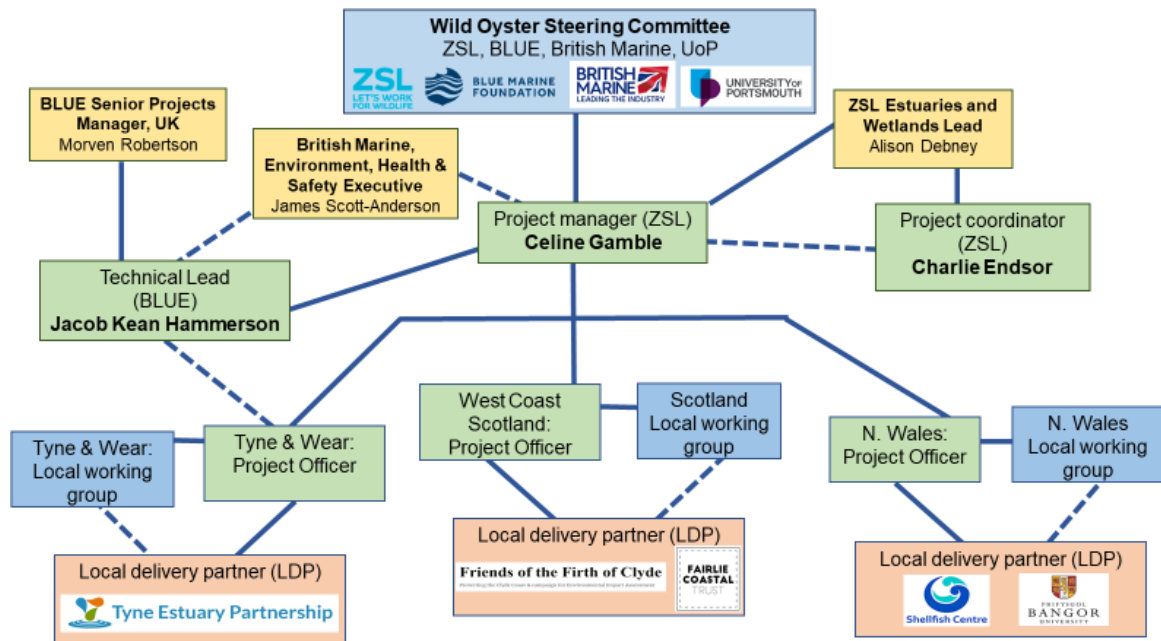 Wild Oyster Steering Committee
ZSL, BLUE, British Marine, UoP
ZSL
LET'S WORK
FOR WILDLIFE
BLUE MARINE
FOUNDATION
BRITISH
MARINE
LEADING THE INDUSTRY
UNIVERSITY OF
PORTSMOUTH
BLUE Senior Projects
Manager, UK
Morven Robertson
British Marine,
Environment, Health &
Safety Executive
James Scott-Anderson
ZSL Estuaries and
Wetlands Lead
Alison Debney
Project manager (ZSL)
Celine Gamble
Project coordinator
(ZSL)
Charlie Endsor
Technical Lead
(BLUE)
Jacob Kean Hammerson
Tyne & Wear:
Local working
group
Tyne & Wear:
Project Officer
West Coast
Scotland:
Project Officer
Scotland
Local working
group
N. Wales:
Project Officer
N. Wales
Local working
group
Local delivery partner (LDP)
Tyne Estuary Partnership
Local delivery partner (LDP)
Friends of the Firth of Clyde
FAIRLIE
COASTAL
TRUST
Local delivery partner (LDP)
Shellfish Centre
PRIFYSGOL
BANGOR
UNIVERSITY